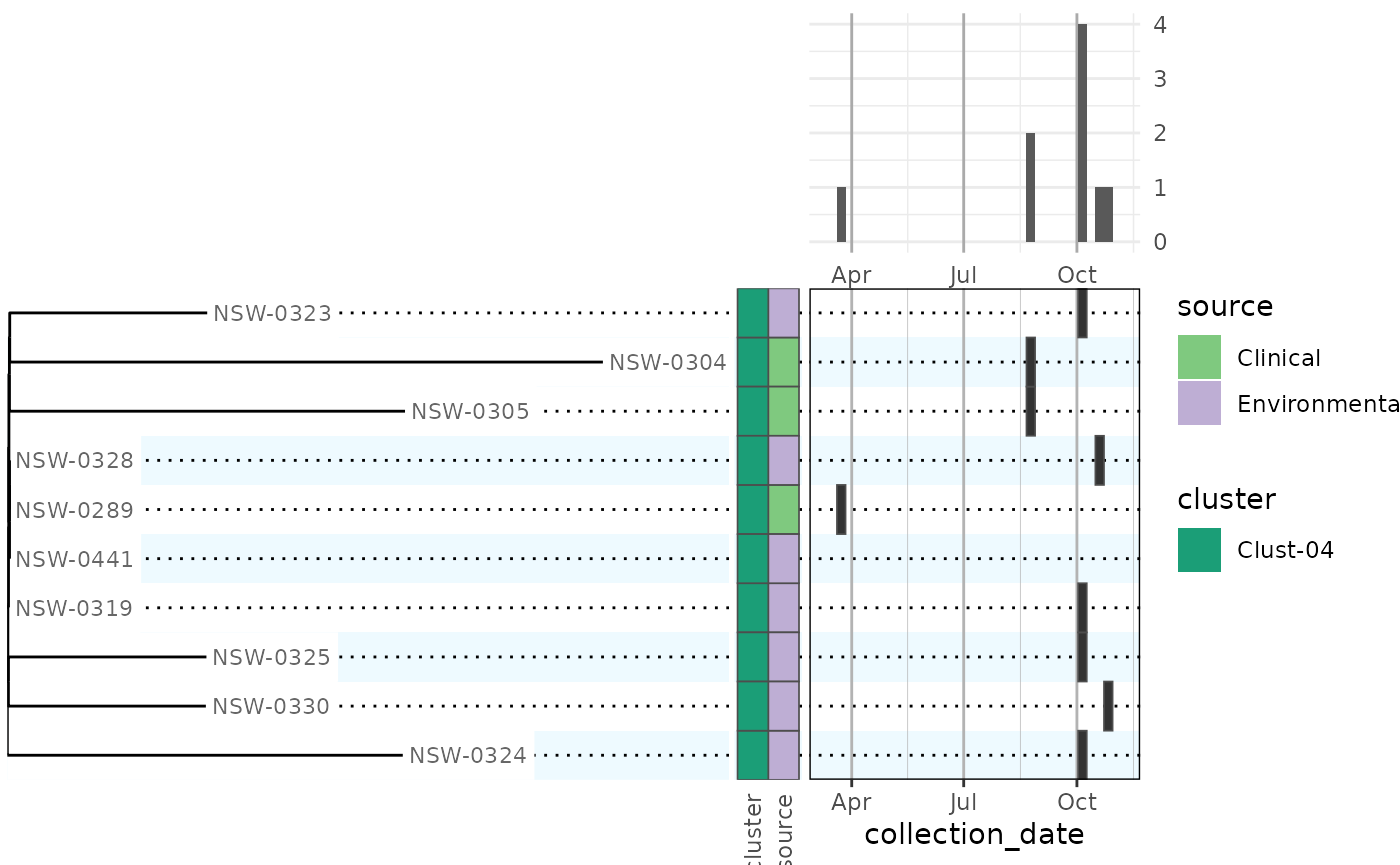 4
3
2
1
0
Apr Jul Oct
NSW-0323
NSW-0304
NSW-0305
NSW-0328
NSW-0289
NSW-0441
NSW-0319
NSW-0325
NSW-0330
NSW-0324
cluster
source
Apr Jul Oct
collection_date
source
Clinical
Environmenta
cluster
Clust-04